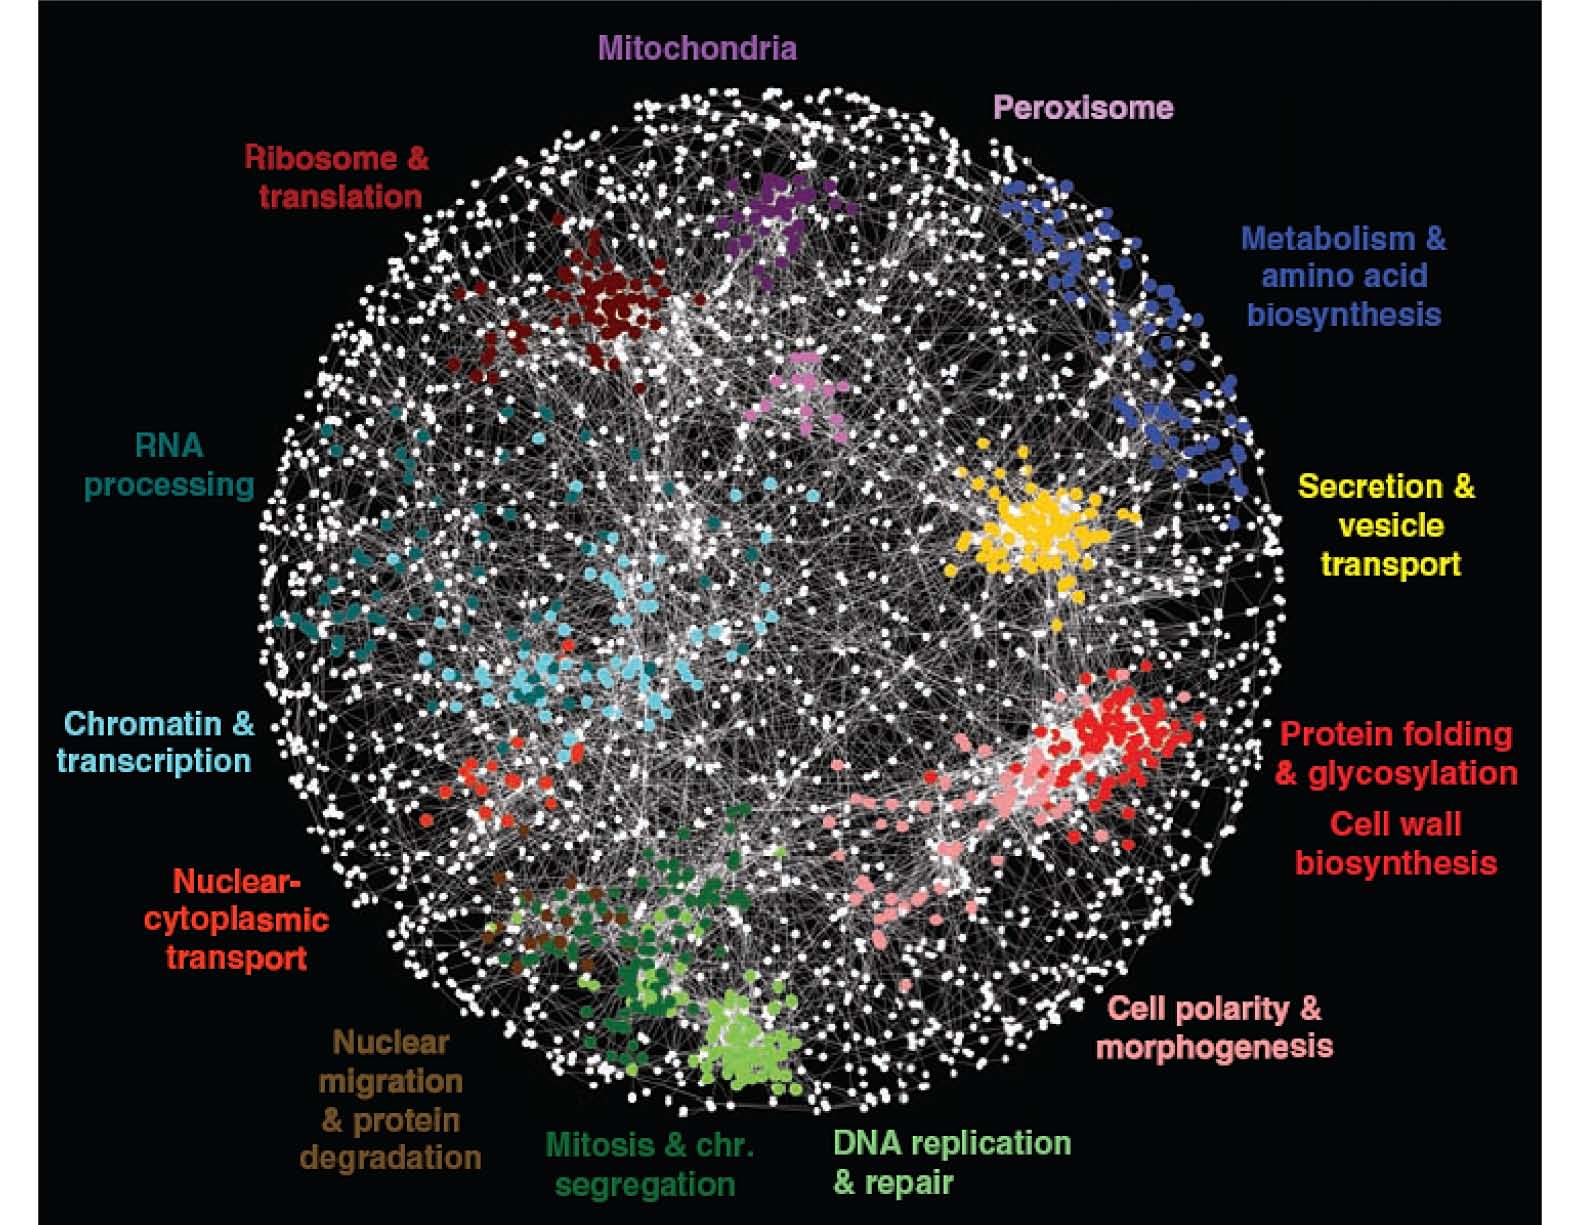 Mitochondria
Peroxisome
Ribosome &
translation
Metabolism &
amino acid
biosynthesis
RNA
processing
Secretion &
vesicle
transport
Chromatin &
transcription
Protein folding
& glycosylation
Cell wall
biosynthesis
Nuclear-
cytoplasmic
transport
Cell polarity &
morphogenesis
Nuclear
migration
& protein
degradation
Mitosis & chr.
segregation
DNA replication
& repair